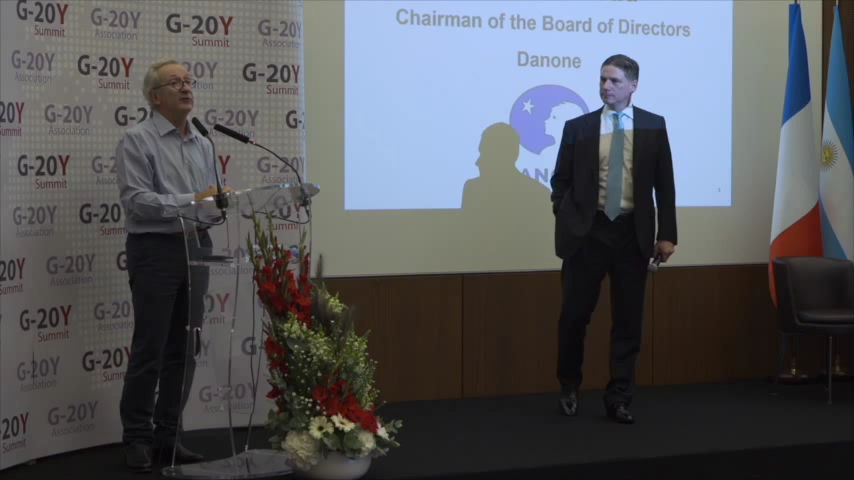 G-20Y
Summit
G-20Y
Association
Chairman of the Board of Directors
Danone